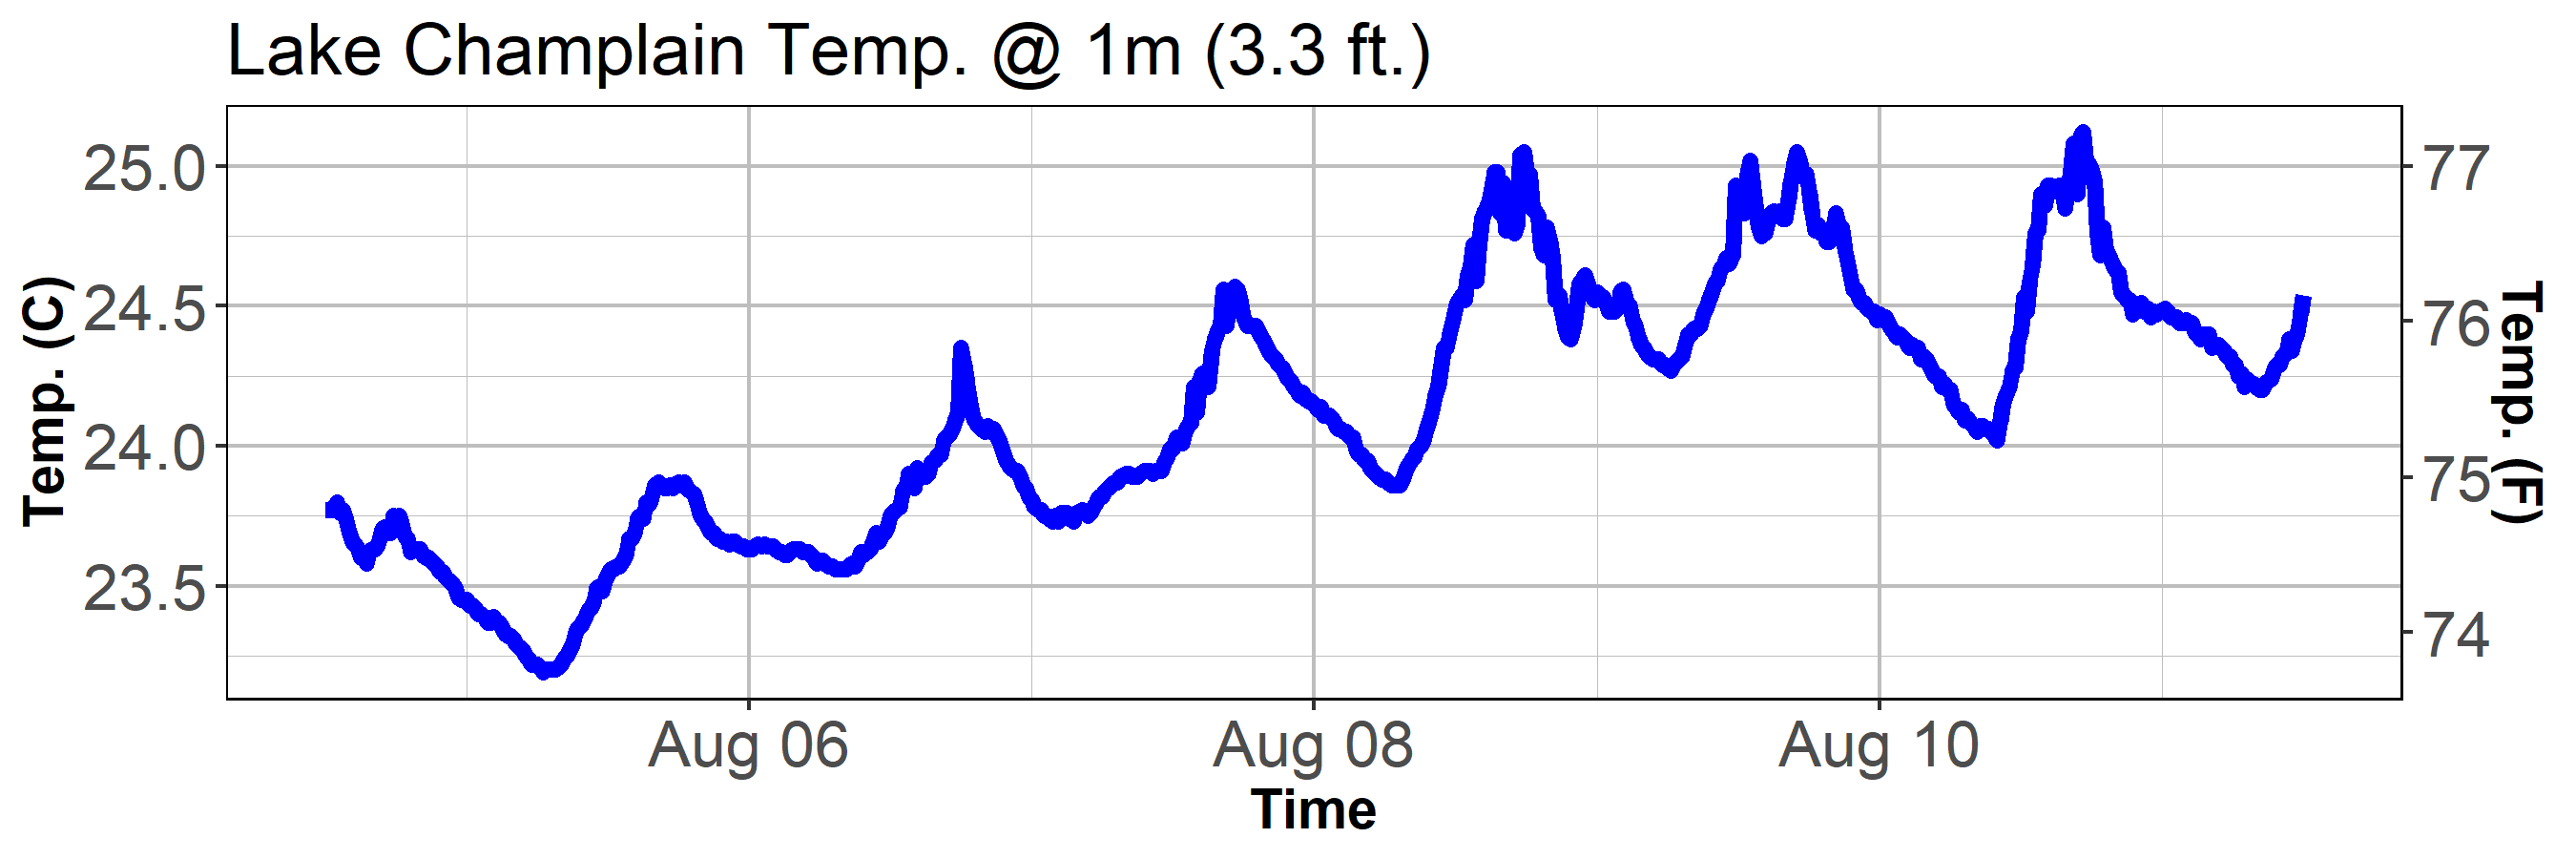 Lake Champlain Temp. @ 1m (3.3 ft.)
Temp. (C)
25.0
24.5
24.0
23.5
77
76
75
74
Temp. (F)
Aug 06
Aug 08
Aug 10
Time